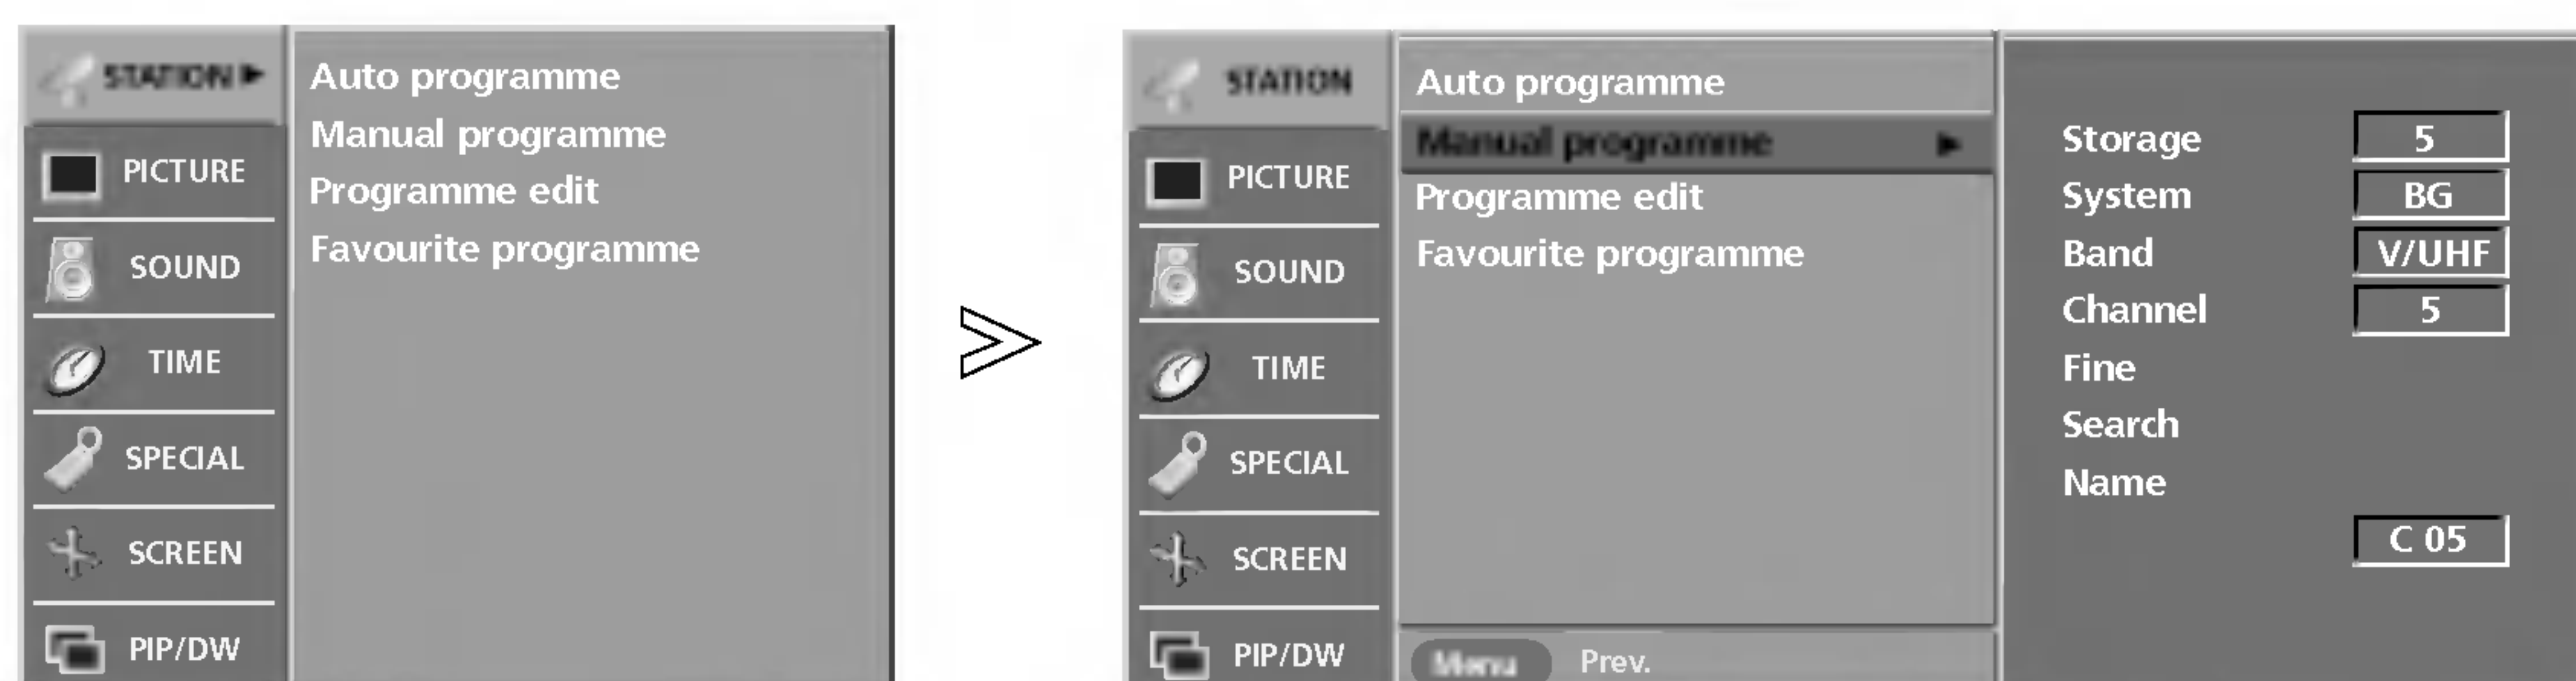 STATION ▶
PICTURE
SOUND
TIME
SPECIAL
SCREEN
PIP/DW
Auto programme
Manual programme
Programme edit
Favourite programme
STATION
PICTURE
SOUND
TIME
SPECIAL
SCREEN
PIP/DW
Auto programme
Manual programme ▶
Programme edit
Favourite programme
Menu Prev.
Storage 5
System BG
Band V/UHF
Channel 5
Fine
Search
Name
C 05